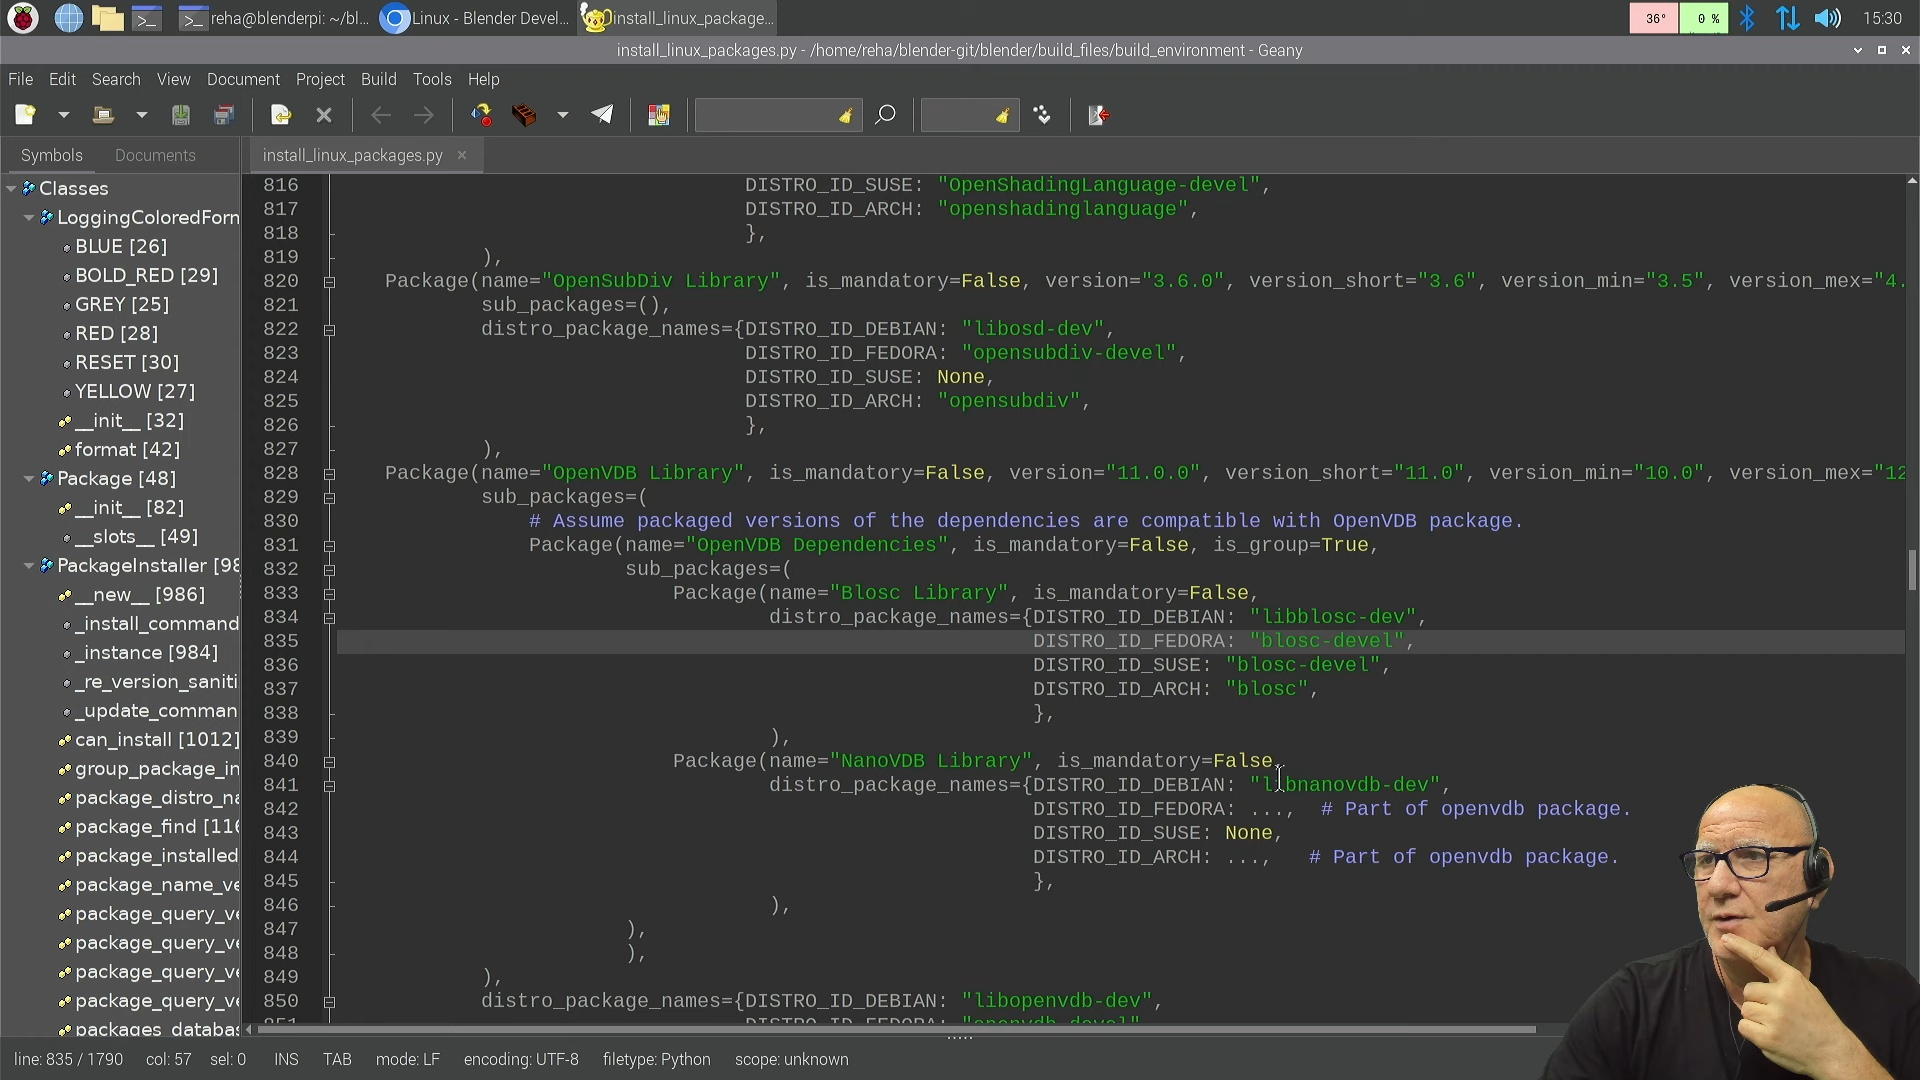 reha@blenderpi: ~/bl...
Linux - Blender Devel...
install_linux_package...
36°
0 %
15:30
install_linux_packages.py - /home/reha/blender-git/blender/build_files/build_environment - Geany
File Edit Search View Document Project Build Tools Help
Symbols Documents
install_linux_packages.py ×
Classes
LoggingColoredForn
BLUE [26]
BOLD_RED [29]
GREY [25]
RED [28]
RESET [30]
YELLOW [27]
__init__ [32]
format [42]
Package [48]
__init__ [82]
__slots__ [49]
PackageInstaller [98
__new__ [986]
_install_command
_instance [984]
_re_version_saniti
_update_comman
can_install [1012]
group_package_in
package_distro_na
package_find [116
package_installed
package_name_ve
package_query_ve
package_query_ve
package_query_ve
package_query_ve
packages_databas
816 DISTRO_ID_SUSE: "OpenShadingLanguage-devel",
817 DISTRO_ID_ARCH: "openshadinglanguage",
818 },
819 ),
820 Package(name="OpenSubDiv Library", is_mandatory=False, version="3.6.0", version_short="3.6", version_min="3.5", version_mex="4.
821 sub_packages=(),
822 distro_package_names={DISTRO_ID_DEBIAN: "libosd-dev",
823 DISTRO_ID_FEDORA: "opensubdiv-devel",
824 DISTRO_ID_SUSE: None,
825 DISTRO_ID_ARCH: "opensubdiv",
826 },
827 ),
828 Package(name="OpenVDB Library", is_mandatory=False, version="11.0.0", version_short="11.0", version_min="10.0", version_mex="12
829 sub_packages=(
830 # Assume packaged versions of the dependencies are compatible with OpenVDB package.
831 Package(name="OpenVDB Dependencies", is_mandatory=False, is_group=True,
832 sub_packages=(
833 Package(name="Blosc Library", is_mandatory=False,
834 distro_package_names={DISTRO_ID_DEBIAN: "libblosc-dev",
835 DISTRO_ID_FEDORA: "blosc-devel",
836 DISTRO_ID_SUSE: "blosc-devel",
837 DISTRO_ID_ARCH: "blosc",
838 },
839 ),
840 Package(name="NanoVDB Library", is_mandatory=False,
841 distro_package_names={DISTRO_ID_DEBIAN: "libnanovdb-dev",
842 DISTRO_ID_FEDORA: ..., # Part of openvdb package.
843 DISTRO_ID_SUSE: None,
844 DISTRO_ID_ARCH: ..., # Part of openvdb package.
845 },
846 ),
847 ),
848 ),
849 ),
850 distro_package_names={DISTRO_ID_DEBIAN: "libopenvdb-dev",
line: 835 / 1790 col: 57 sel: 0 INS TAB mode: LF encoding: UTF-8 filetype: Python scope: unknown